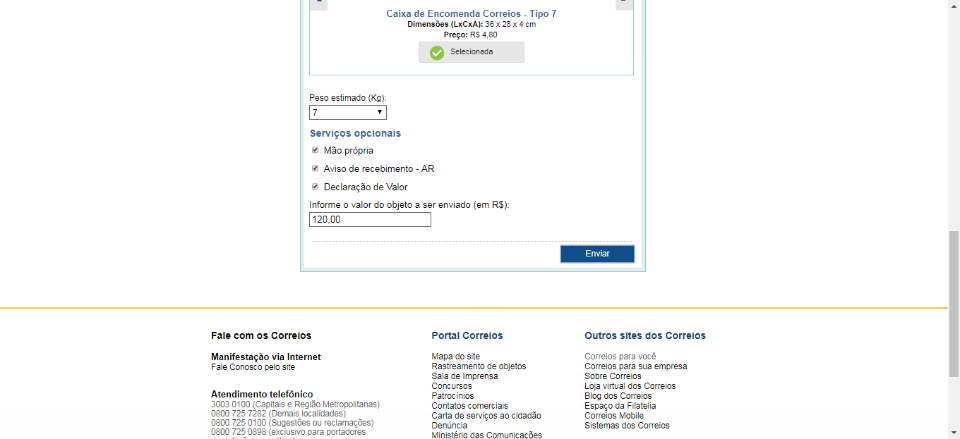 Caixa de Encomenda Correios - Tipo 7
Dimensões (LxCxA): 36 x 28 x 4 cm
Preço: R$ 4,80
Selecionada
Peso estimado (Kg):
7
Serviços opcionais
Mão própria
Aviso de recebimento - AR
Declaração de Valor
Informe o valor do objeto a ser enviado (em R$):
120,00
Enviar
Fale com os Correios
Manifestação via Internet
Fale Conosco pelo site
Atendimento telefônico
3003 0100 (Capitais e Região Metropolitanas)
0800 725 7282 (Demais localidades)
0800 725 0100 (Sugestões ou reclamações)
0800 725 0898 (exclusivo para portadores
Portal Correios
Mapa do site
Rastreamento de objetos
Sala de Imprensa
Concursos
Patrocínios
Contatos comerciais
Carta de serviços ao cidadão
Denúncia
Ministério das Comunicações
Outros sites dos Correios
Correios para você
Correios para sua empresa
Sobre Correios
Loja virtual dos Correios
Blog dos Correios
Espaço da Filatelia
Correios Mobile
Sistemas dos Correios